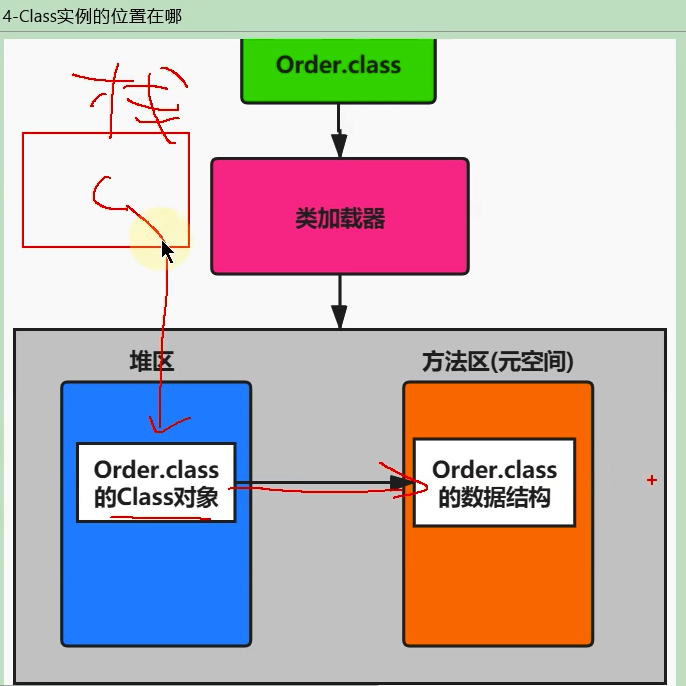 4-Class实例的位置在哪
Order.class
栈
类加载器
堆区
方法区(元空间)
Order.class
的Class对象
Order.class
的数据结构